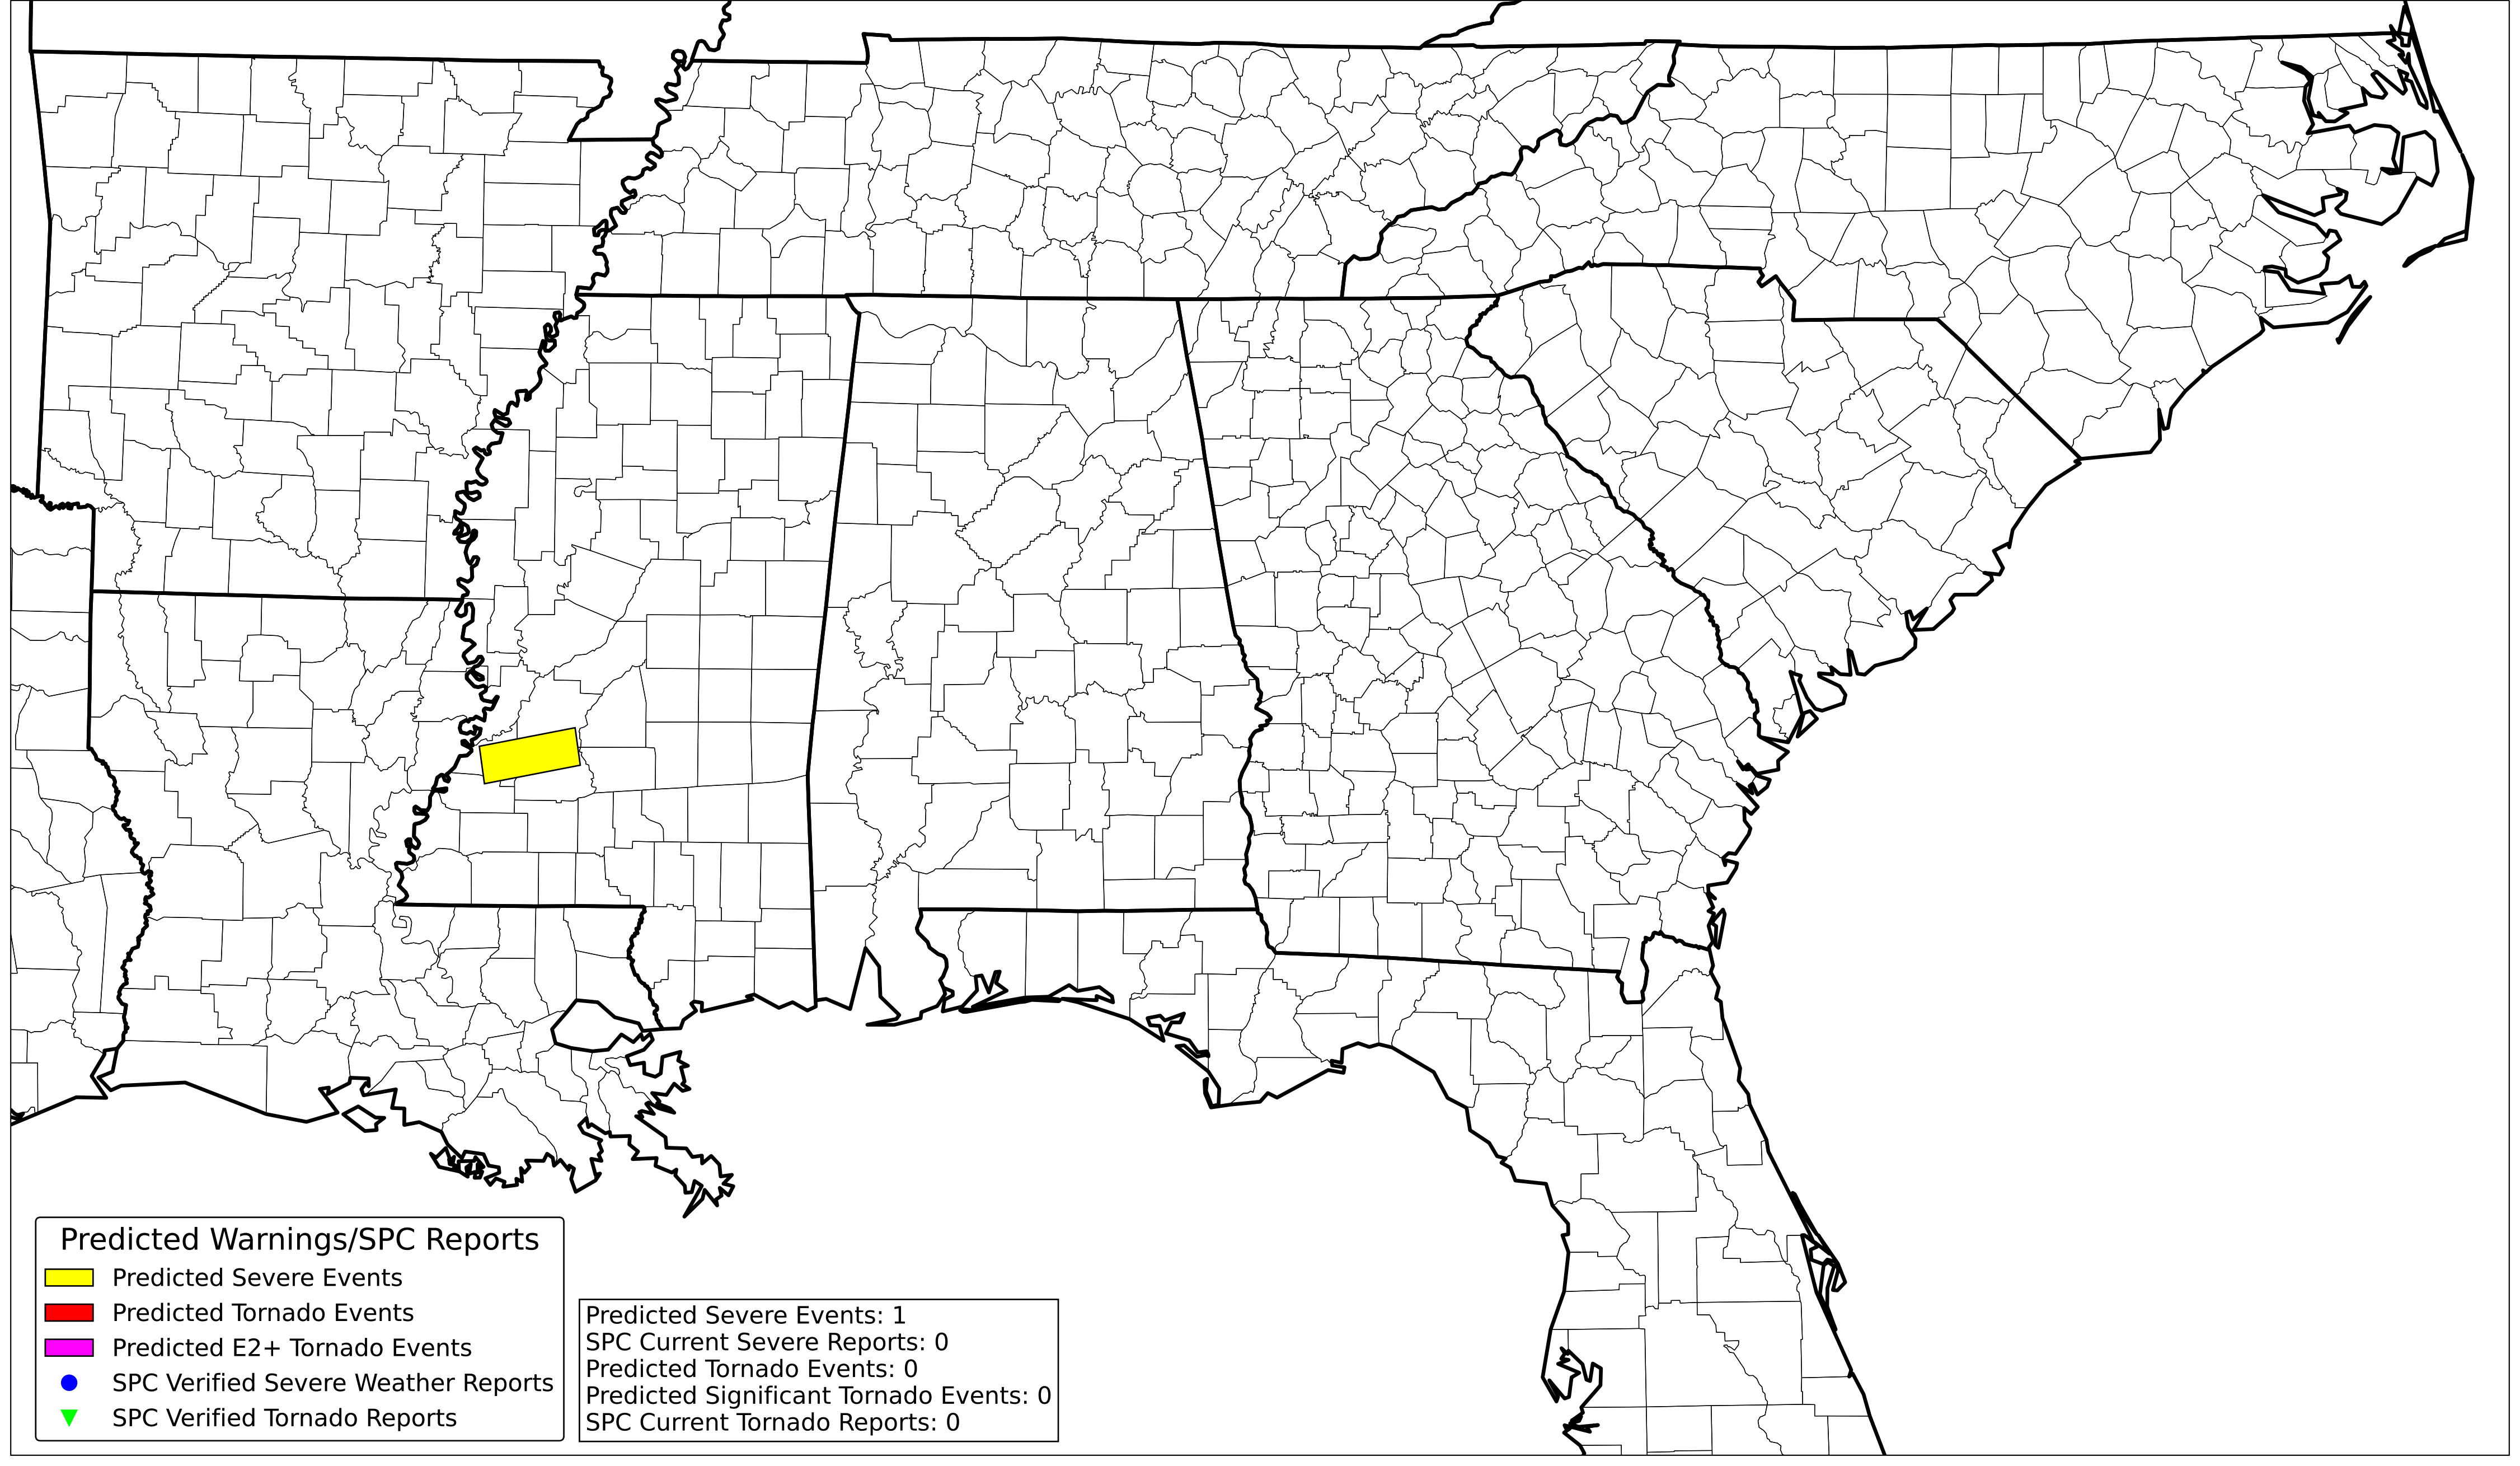 Predicted Warnings/SPC Reports
Predicted Severe Events
Predicted Tornado Events
Predicted E2+ Tornado Events
SPC Verified Severe Weather Reports
SPC Verified Tornado Reports
Predicted Severe Events: 1
SPC Current Severe Reports: 0
Predicted Tornado Events: 0
Predicted Significant Tornado Events: 0
SPC Current Tornado Reports: 0